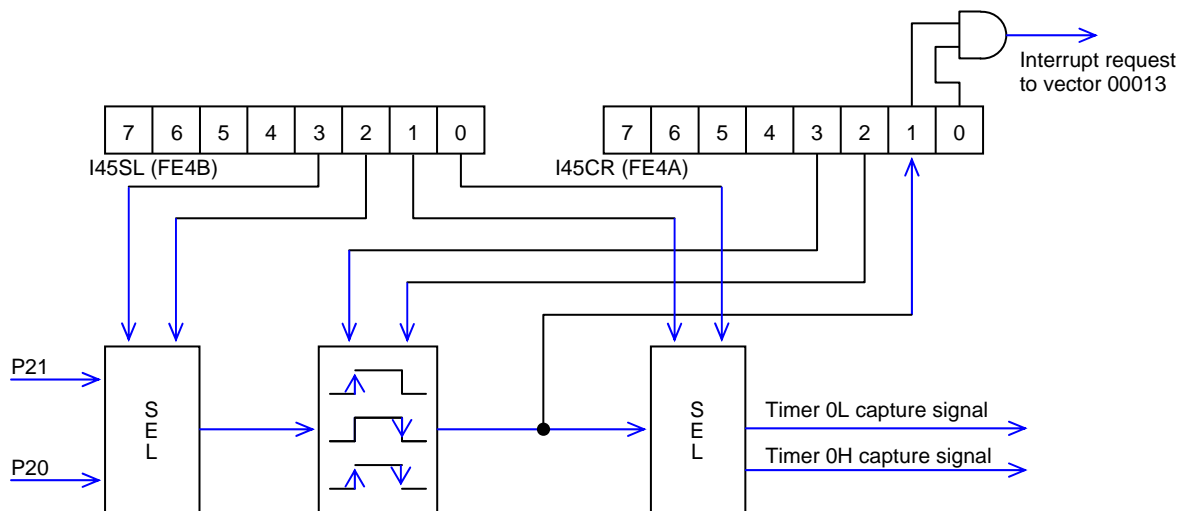 Interrupt request
to vector 00013
7 6 5 4 3 2 1 0
I45SL (FE4B)
7 6 5 4 3 2 1 0
I45CR (FE4A)
P21
P20
S
E
L
S
E
L
Timer 0L capture signal
Timer 0H capture signal